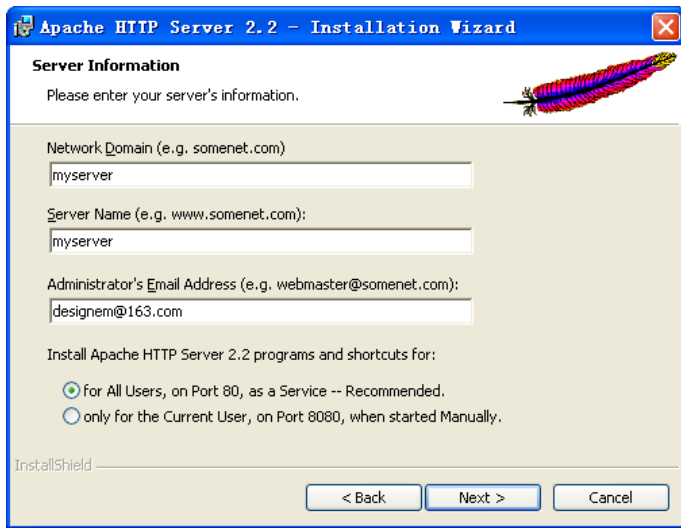 Apache HTTP Server 2.2 - Installation Wizard
Server Information
Please enter your server's information.
Network Domain (e.g. somenet.com)
myserver
Server Name (e.g. www.somenet.com):
myserver
Administrator's Email Address (e.g. webmaster@somenet.com):
designem@163.com
Install Apache HTTP Server 2.2 programs and shortcuts for:
for All Users, on Port 80, as a Service -- Recommended.
only for the Current User, on Port 8080, when started Manually.
InstallShield
< Back Next > Cancel